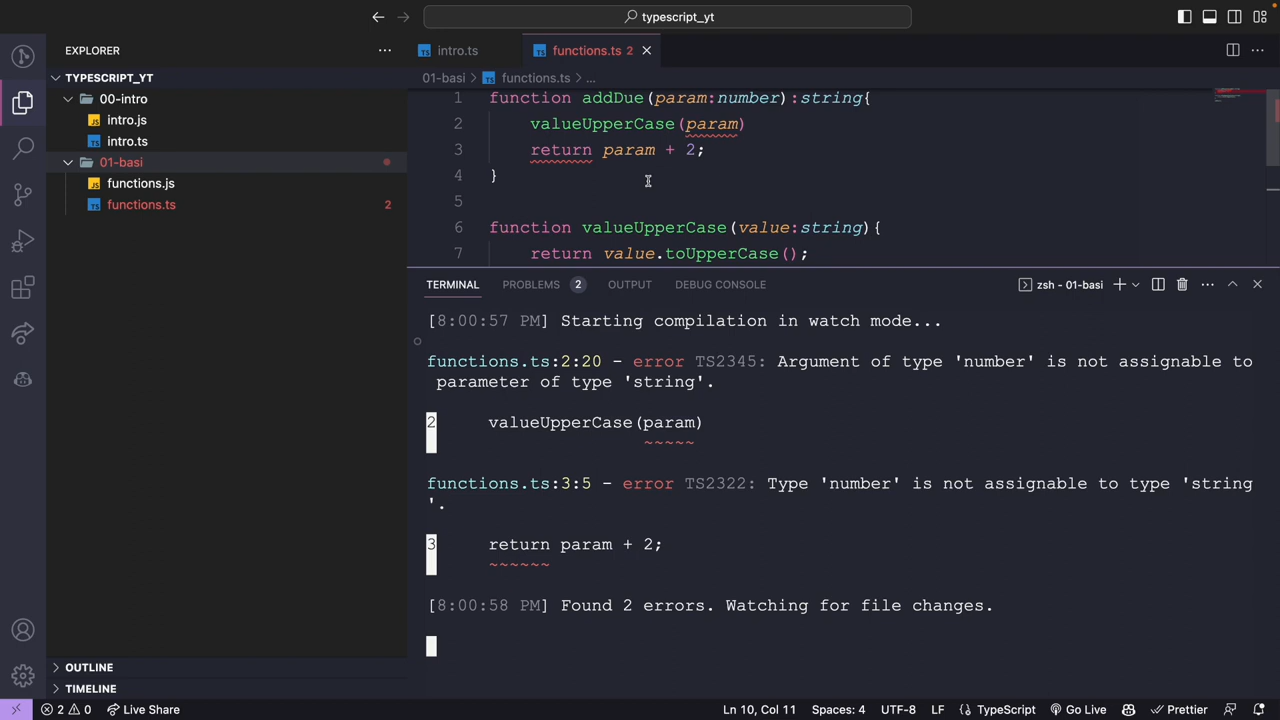 typescript_yt
EXPLORER
intro.ts
functions.ts 2
TYPESCRIPT_YT
00-intro
intro.js
intro.ts
01-basi
functions.js
functions.ts 2
01-basi > functions.ts > ...
1 function addDue(param:number):string{
2 valueUpperCase(param)
3 return param + 2;
4 }
5
6 function valueUpperCase(value:string){
7 return value.toUpperCase();
TERMINAL PROBLEMS 2 OUTPUT DEBUG CONSOLE zsh - 01-basi
[8:00:57 PM] Starting compilation in watch mode...
functions.ts:2:20 - error TS2345: Argument of type 'number' is not assignable to
parameter of type 'string'.
2 valueUpperCase(param)
~~~~~
functions.ts:3:5 - error TS2322: Type 'number' is not assignable to type 'string
'.
3 return param + 2;
~~~~~~
[8:00:58 PM] Found 2 errors. Watching for file changes.
OUTLINE
TIMELINE
2 0 Live Share Ln 10, Col 11 Spaces: 4 UTF-8 LF {} TypeScript Go Live Prettier